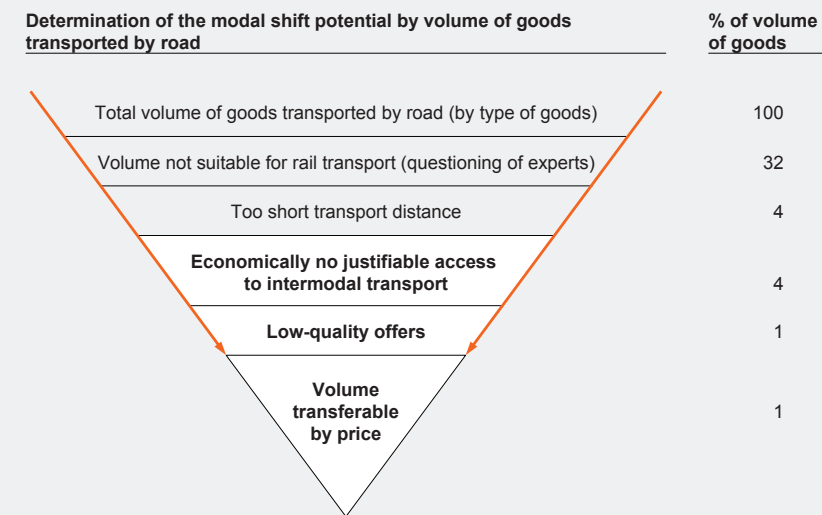 Determination of the modal shift potential by volume of goods
transported by road
% of volume
of goods
Total volume of goods transported by road (by type of goods)
100
Volume not suitable for rail transport (questioning of experts)
32
Too short transport distance
4
Economically no justifiable access
to intermodal transport
4
Low-quality offers
1
Volume
transferable
by price
1